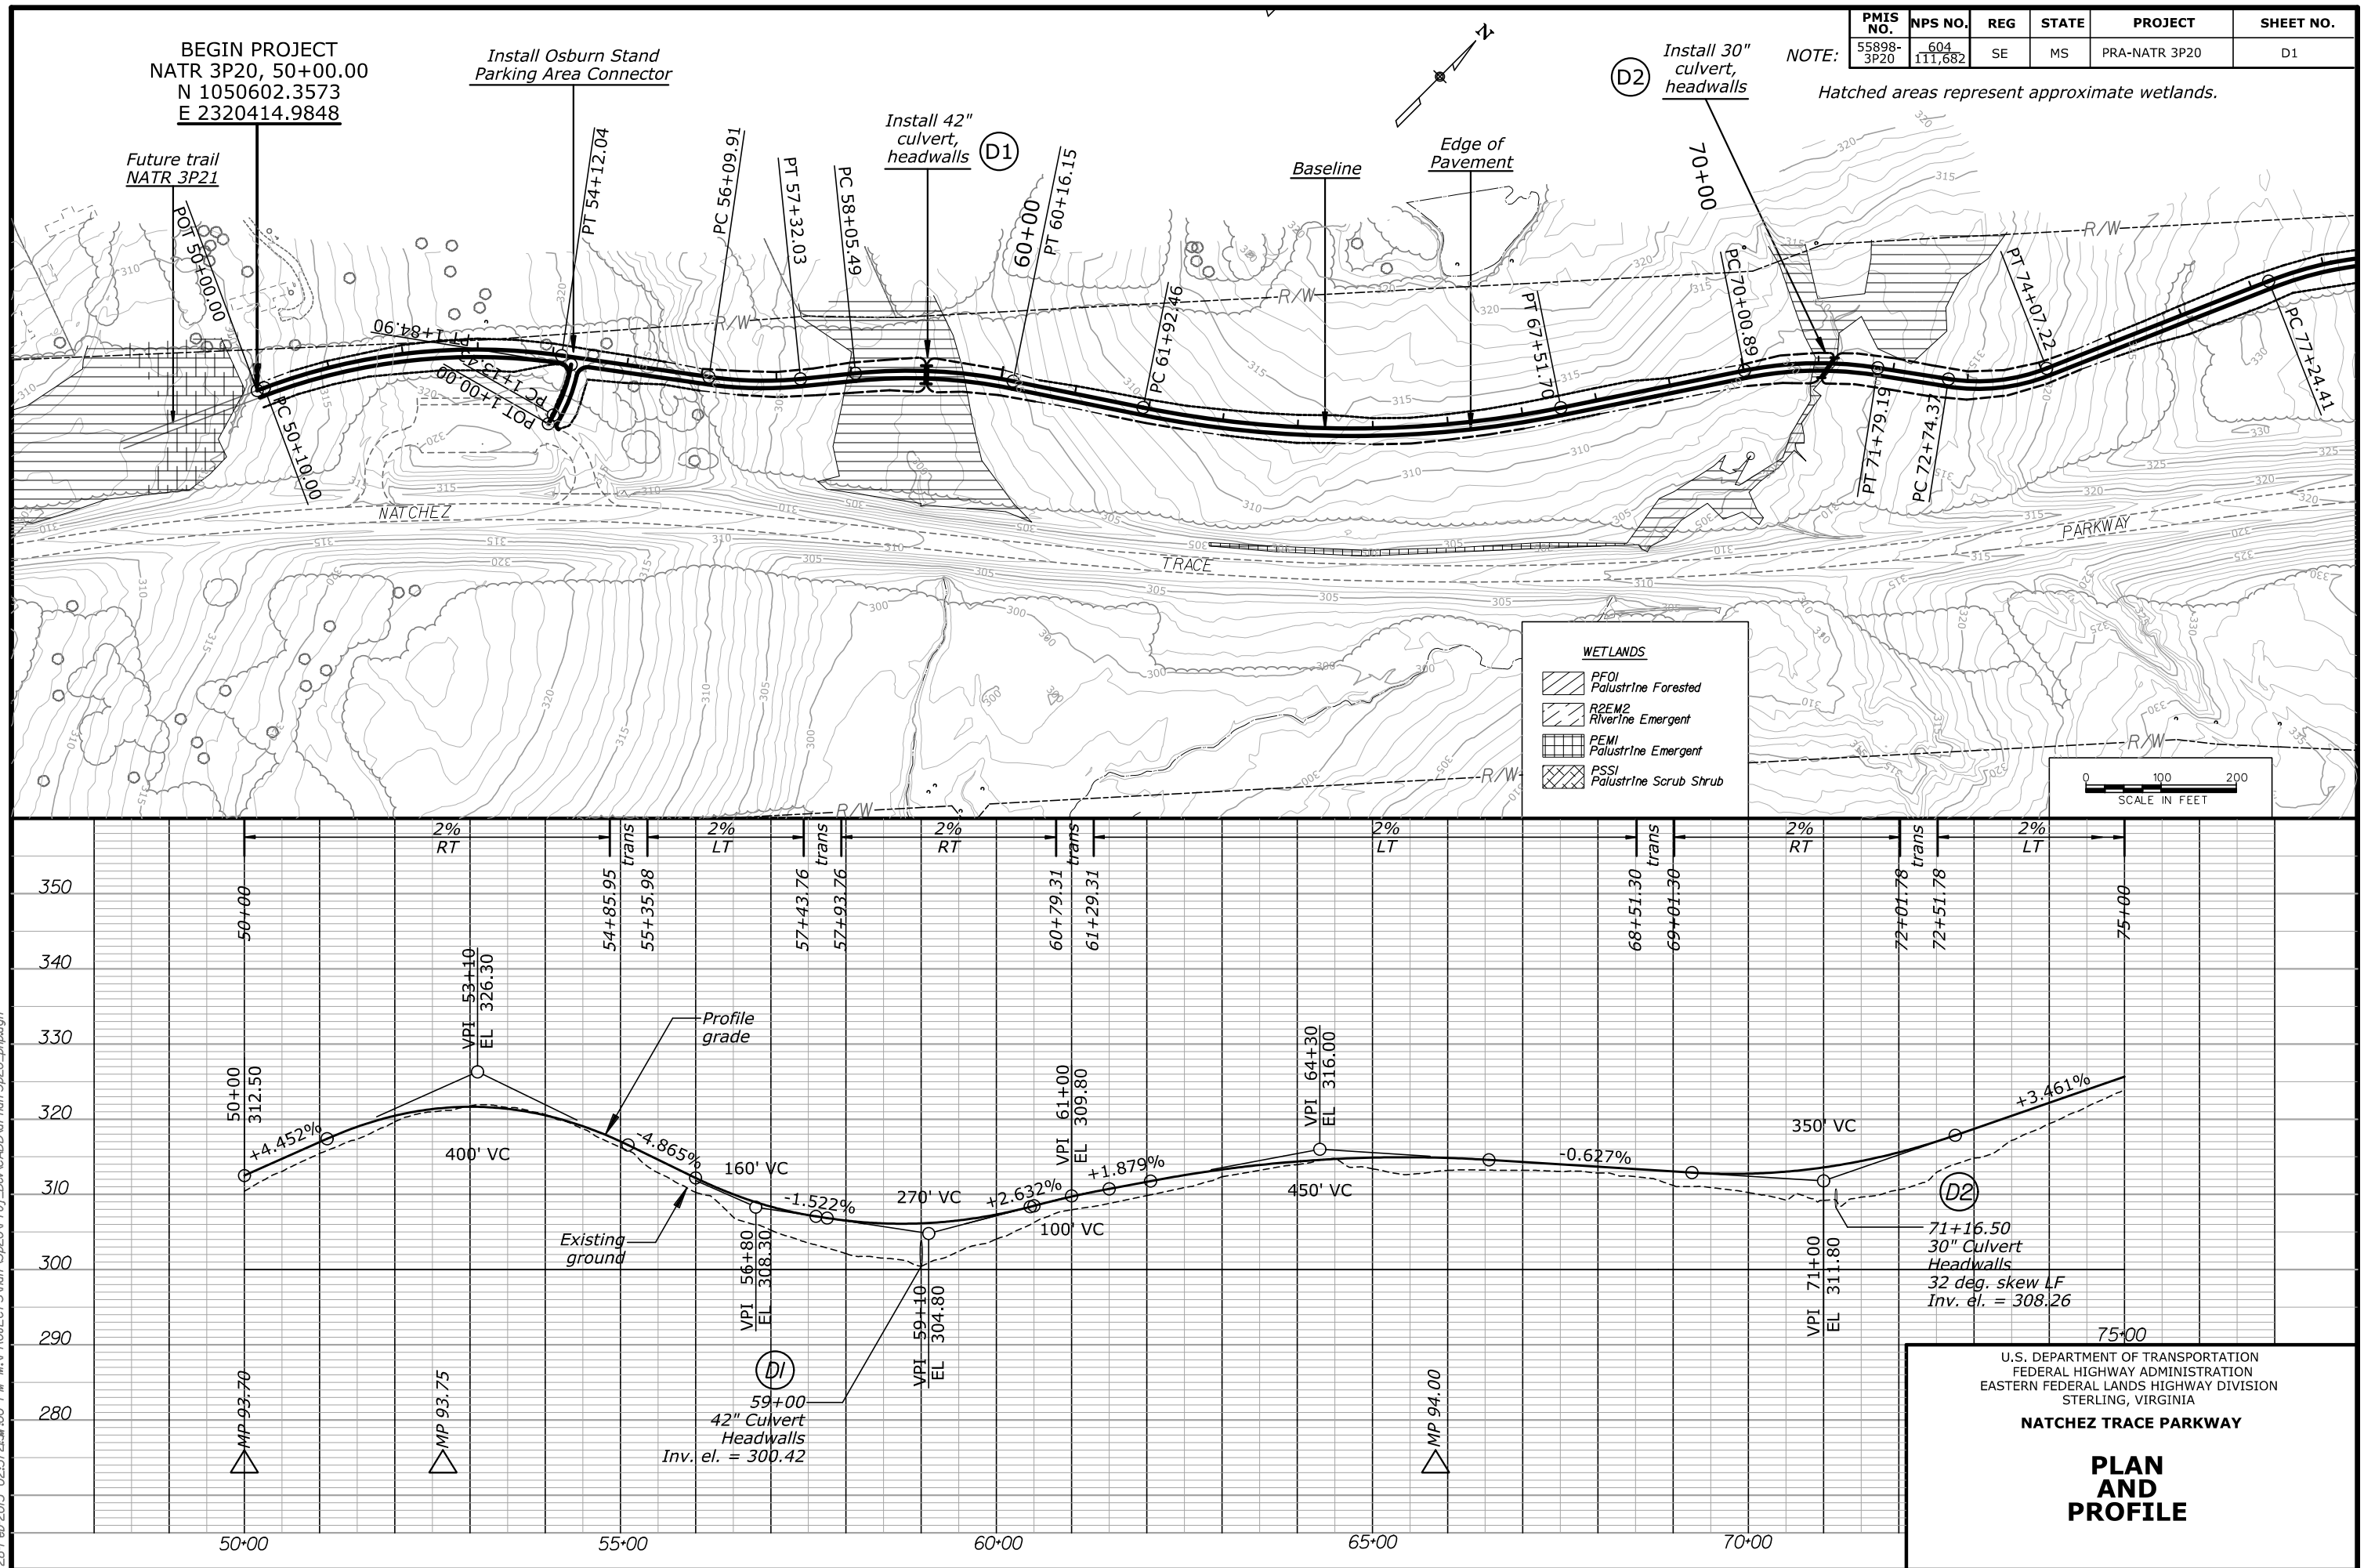 PMIS NO.
NPS NO.
REG
STATE
PROJECT
SHEET NO.
55898-3P20
604
111,682
SE
MS
PRA-NATR 3P20
D1
NOTE:
Hatched areas represent approximate wetlands.
BEGIN PROJECT
NATR 3P20, 50+00.00
N 1050602.3573
E 2320414.9848
Future trail
NATR 3P21
Install Osburn Stand
Parking Area Connector
Install 42"
culvert,
headwalls
D1
Baseline
Edge of
Pavement
D2
Install 30"
culvert,
headwalls
N
POT 50+00.00
PC 50+10.00
PT 54+12.04
PC 56+09.91
PT 57+32.03
PC 58+05.49
60+00
PT 60+16.15
PC 61+92.46
PT 67+51.70
70+00
PC 70+00.89
PT 71+79.19
PC 72+74.37
PT 74+07.22
PC 77+24.41
PT 1+84.90
PC 1+13.43
POT 1+00.00
R/W
R/W
R/W
R/W
R/W
R/W
NATCHEZ
TRACE
PARKWAY
WETLANDS
PFO1
Palustrine Forested
R2EM2
Riverine Emergent
PEM1
Palustrine Emergent
PSS1
Palustrine Scrub Shrub
0 100 200
SCALE IN FEET
2%
RT
trans
2%
LT
trans
2%
RT
trans
2%
LT
trans
2%
RT
trans
2%
LT
50+00
54+85.95
55+35.98
57+43.76
57+93.76
60+79.31
61+29.31
68+51.30
69+01.30
72+01.78
72+51.78
75+00
350
340
330
320
310
300
290
280
50+00
312.50
+4.452%
VPI 53+10
EL 326.30
400' VC
Profile
grade
-4.865%
160' VC
-1.522%
Existing
ground
VPI 56+80
EL 308.30
270' VC
VPI 59+10
EL 304.80
+2.632%
VPI 61+00
EL 309.80
100' VC
+1.879%
VPI 64+30
EL 316.00
450' VC
-0.627%
350' VC
VPI 71+00
EL 311.80
+3.461%
D1
59+00
42" Culvert
Headwalls
Inv. el. = 300.42
D2
71+16.50
30" Culvert
Headwalls
32 deg. skew LF
Inv. el. = 308.26
MP 93.70
MP 93.75
MP 94.00
75+00
50+00
55+00
60+00
65+00
70+00
U.S. DEPARTMENT OF TRANSPORTATION
FEDERAL HIGHWAY ADMINISTRATION
EASTERN FEDERAL LANDS HIGHWAY DIVISION
STERLING, VIRGINIA
NATCHEZ TRACE PARKWAY
PLAN
AND
PROFILE